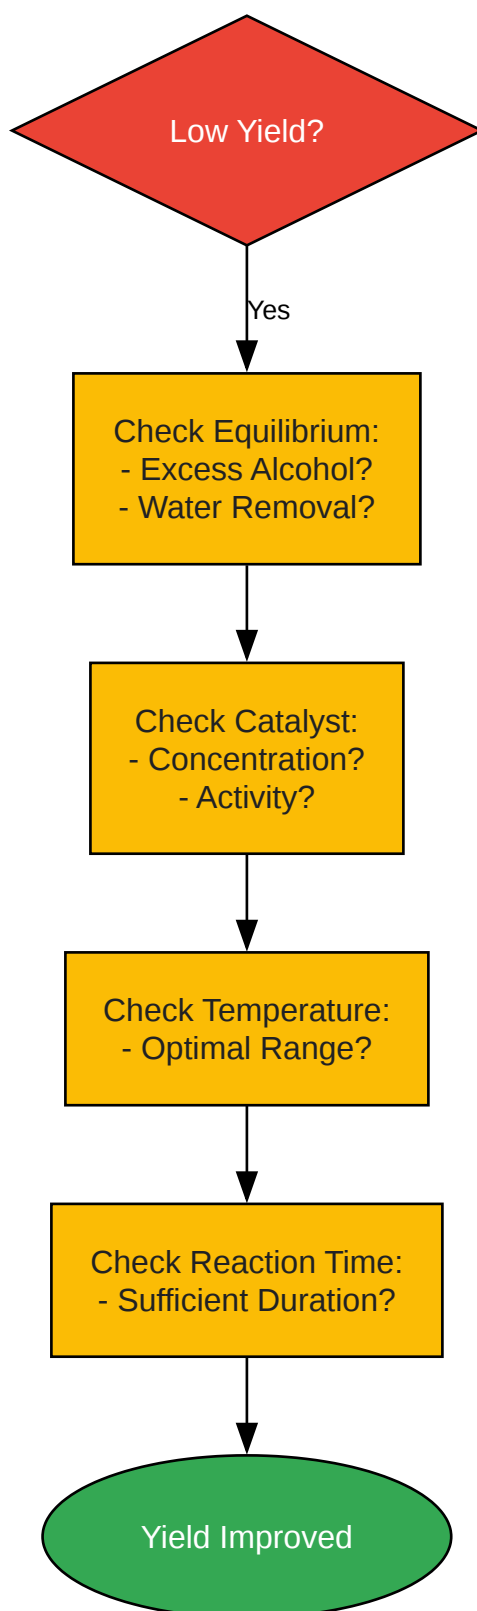 Low Yield?
Yes
Check Equilibrium:
- Excess Alcohol?
- Water Removal?
Check Catalyst:
- Concentration?
- Activity?
Check Temperature:
- Optimal Range?
Check Reaction Time:
- Sufficient Duration?
Yield Improved